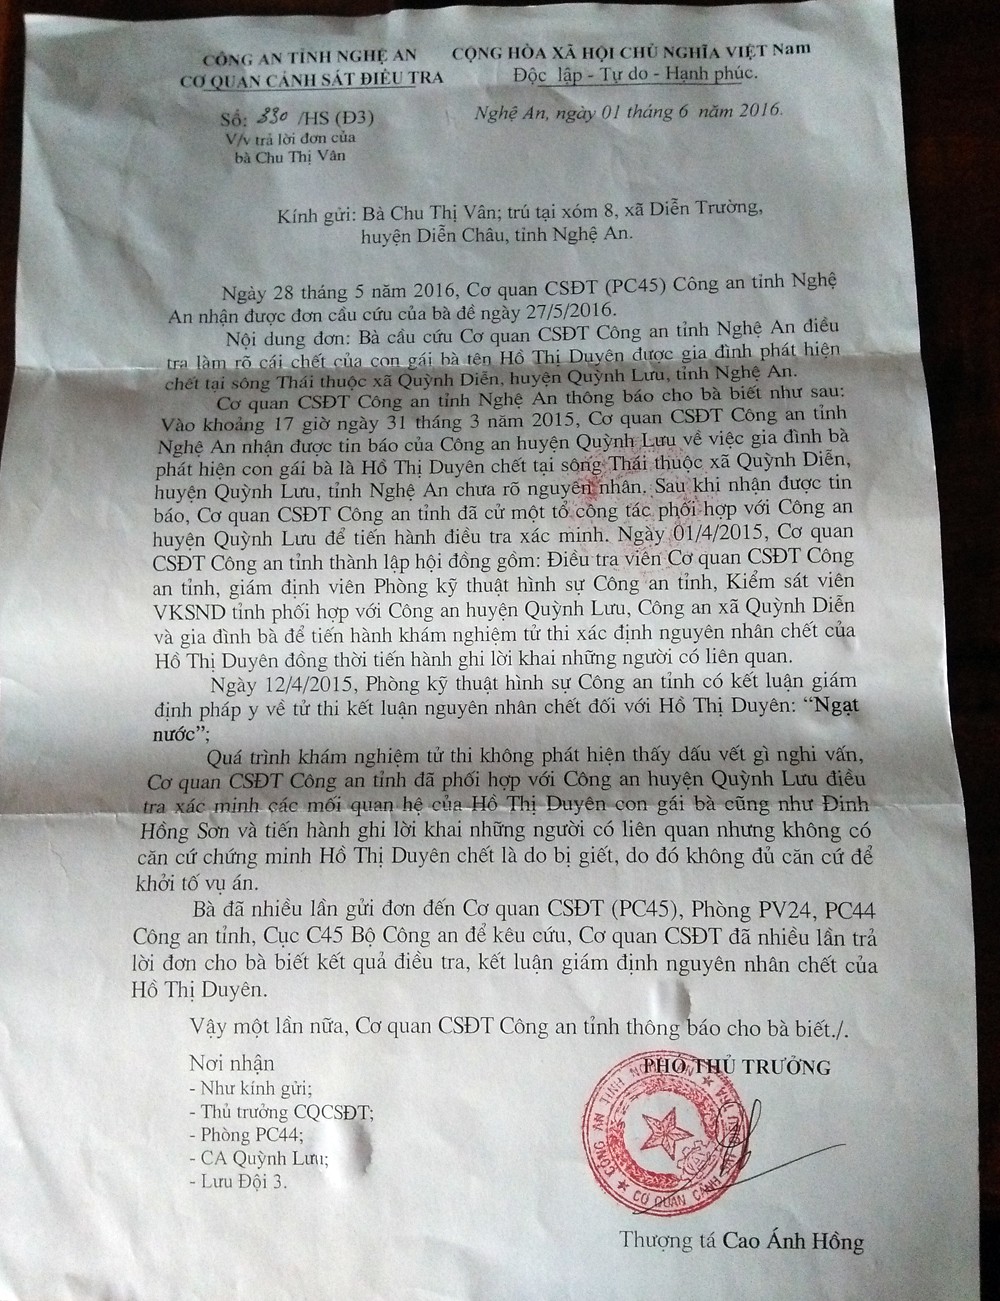 CÔNG AN TỈNH NGHỆ AN
CƠ QUAN CẢNH SÁT ĐIỀU TRA
CỘNG HÒA XÃ HỘI CHỦ NGHĨA VIỆT Nam
Độc lập - Tự do - Hạnh phúc.
Số: 330 /HS (Đ3)
V/v trả lời đơn của
bà Chu Thị Vân
Nghệ An, ngày 01 tháng 6 năm 2016.
Kính gửi: Bà Chu Thị Vân; trú tại xóm 8, xã Diễn Trường,
huyện Diễn Châu, tỉnh Nghệ An.
Ngày 28 tháng 5 năm 2016, Cơ quan CSĐT (PC45) Công an tỉnh Nghệ
An nhận được đơn cầu cứu của bà đề ngày 27/5/2016.
Nội dung đơn: Bà cầu cứu Cơ quan CSĐT Công an tỉnh Nghệ An điều
tra làm rõ cái chết của con gái bà tên Hồ Thị Duyên được gia đình phát hiện
chết tại sông Thái thuộc xã Quỳnh Diễn, huyện Quỳnh Lưu, tỉnh Nghệ An.
Cơ quan CSĐT Công an tỉnh Nghệ An thông báo cho bà biết như sau:
Vào khoảng 17 giờ ngày 31 tháng 3 năm 2015, Cơ quan CSĐT Công an tỉnh
Nghệ An nhận được tin báo của Công an huyện Quỳnh Lưu về việc gia đình bà
phát hiện con gái bà là Hồ Thị Duyên chết tại sông Thái thuộc xã Quỳnh Diễn,
huyện Quỳnh Lưu, tỉnh Nghệ An chưa rõ nguyên nhân. Sau khi nhận được tin
báo, Cơ quan CSĐT Công an tỉnh đã cử một tổ công tác phối hợp với Công an
huyện Quỳnh Lưu để tiến hành điều tra xác minh. Ngày 01/4/2015, Cơ quan
CSĐT Công an tỉnh thành lập hội đồng gồm: Điều tra viên Cơ quan CSĐT Công
an tỉnh, giám định viên Phòng kỹ thuật hình sự Công an tỉnh, Kiểm sát viên
VKSND tỉnh phối hợp với Công an huyện Quỳnh Lưu, Công an xã Quỳnh Diễn
và gia đình bà để tiến hành khám nghiệm tử thi xác định nguyên nhân chết của
Hồ Thị Duyên đồng thời tiến hành ghi lời khai những người có liên quan.
Ngày 12/4/2015, Phòng kỹ thuật hình sự Công an tỉnh có kết luận giám
định pháp y về tử thi kết luận nguyên nhân chết đối với Hồ Thị Duyên: “Ngạt
nước”;
Quá trình khám nghiệm tử thi không phát hiện thấy dấu vết gì nghi vấn,
Cơ quan CSĐT Công an tỉnh đã phối hợp với Công an huyện Quỳnh Lưu điều
tra xác minh các mối quan hệ của Hồ Thị Duyên con gái bà cũng như Đinh
Hồng Sơn và tiến hành ghi lời khai những người có liên quan nhưng không có
căn cứ chứng minh Hồ Thị Duyên chết là do bị giết, do đó không đủ căn cứ để
khởi tố vụ án.
Bà đã nhiều lần gửi đơn đến Cơ quan CSĐT (PC45), Phòng PV24, PC44
Công an tỉnh, Cục C45 Bộ Công an để kêu cứu, Cơ quan CSĐT đã nhiều lần trả
lời đơn cho bà biết kết quả điều tra, kết luận giám định nguyên nhân chết của
Hồ Thị Duyên.
Vậy một lần nữa, Cơ quan CSĐT Công an tỉnh thông báo cho bà biết./.
Nơi nhận
- Như kính gửi;
- Thủ trưởng CQCSĐT;
- Phòng PC44;
- CA Quỳnh Lưu;
- Lưu Đội 3.
PHÓ THỦ TRƯỞNG
CÔNG AN TỈNH
CƠ QUAN CẢNH
Thượng tá Cao Ánh Hồng